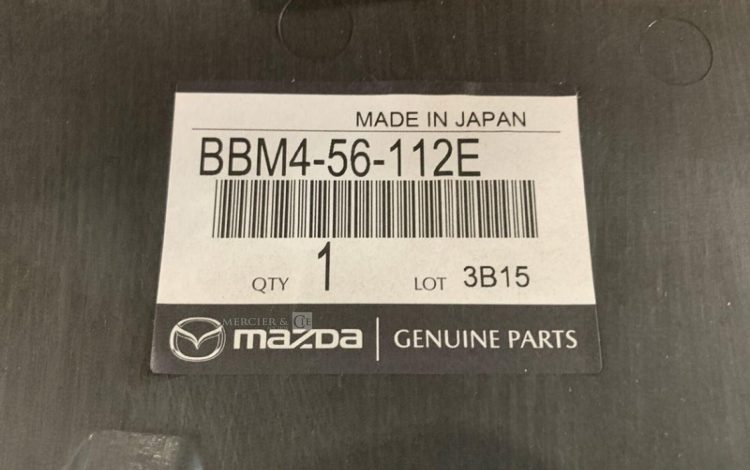 MADE IN JAPAN
BBM4-56-112E
QTY 1 LOT 3B15
MERCIER & CIE
mazda GENUINE PARTS